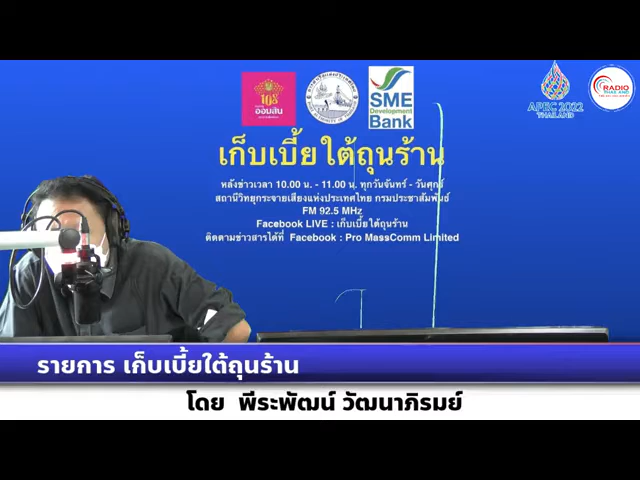 108
ออมสิน
SME
Development
Bank
APEC 2022
THAILAND
RADIO
THAILAND
เก็บเบี้ยใต้ถุนร้าน
หลังข่าวเวลา 10.00 น. - 11.00 น. ทุกวันจันทร์ - วันศุกร์
สถานีวิทยุกระจายเสียงแห่งประเทศไทย กรมประชาสัมพันธ์
FM 92.5 MHz
Facebook LIVE : เก็บเบี้ยใต้ถุนร้าน
ติดตามข่าวสารได้ที่ Facebook : Pro MassComm Limited
รายการ เก็บเบี้ยใต้ถุนร้าน
โดย พีระพัฒน์ วัฒนาภิรมย์